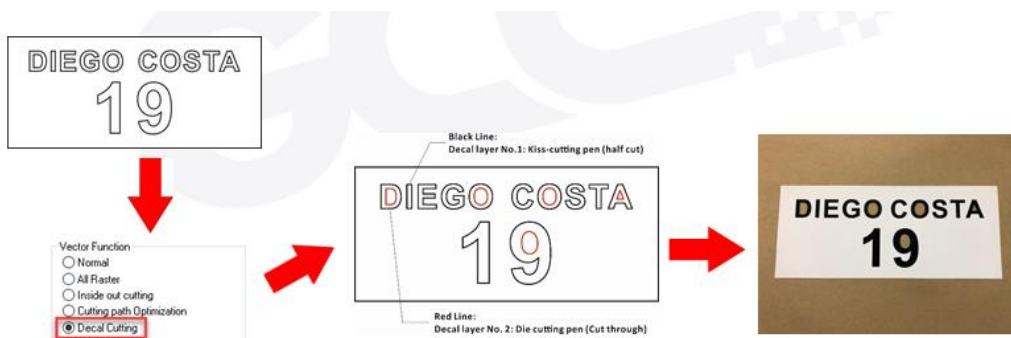 DIEGO COSTA
19
Vector Function
Normal
All Raster
Inside out cutting
Cutting path Optimization
Decal Cutting
Black Line:
Decal layer No.1: Kiss-cutting pen (half cut)
DIEGO COSTA
19
Red Line:
Decal layer No. 2: Die cutting pen (Cut through)
DIEGO COSTA
19
GCC